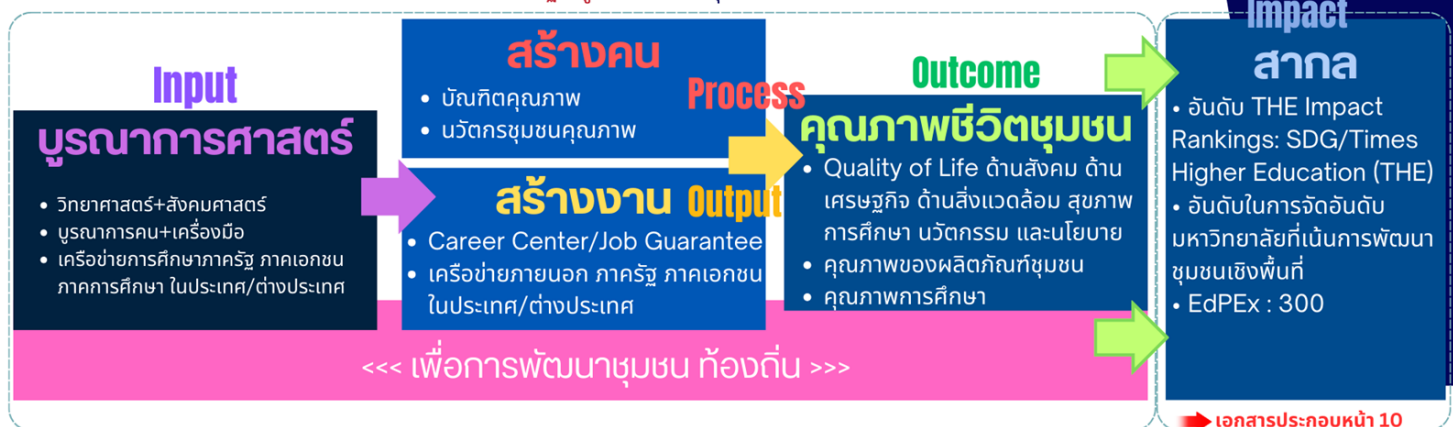 Input
บูรณาการศาสตร์
• วิทยาศาสตร์+สังคมศาสตร์
• บูรณาการคน+เครื่องมือ
• เครือข่ายการศึกษาภาครัฐ ภาคเอกชน
ภาคการศึกษา ในประเทศ/ต่างประเทศ
สร้างคน
• บัณฑิตคุณภาพ
• นวัตกรชุมชนคุณภาพ
Process
สร้างงาน
Output
• Career Center/Job Guarantee
• เครือข่ายภายนอก ภาครัฐ ภาคเอกชน
ในประเทศ/ต่างประเทศ
Outcome
คุณภาพชีวิตชุมชน
• Quality of Life ด้านสังคม ด้าน
เศรษฐกิจ ด้านสิ่งแวดล้อม สุขภาพ
การศึกษา นวัตกรรม และนโยบาย
• คุณภาพของผลิตภัณฑ์ชุมชน
• คุณภาพการศึกษา
Impact
สากล
• อันดับ THE Impact
Rankings: SDG/Times
Higher Education (THE)
• อันดับในการจัดอันดับ
มหาวิทยาลัยที่เน้นการพัฒนา
ชุมชนเชิงพื้นที่
• EdPEx : 300
<<< เพื่อการพัฒนาชุมชน ท้องถิ่น >>>
เอกสารประกอบหน้า 10